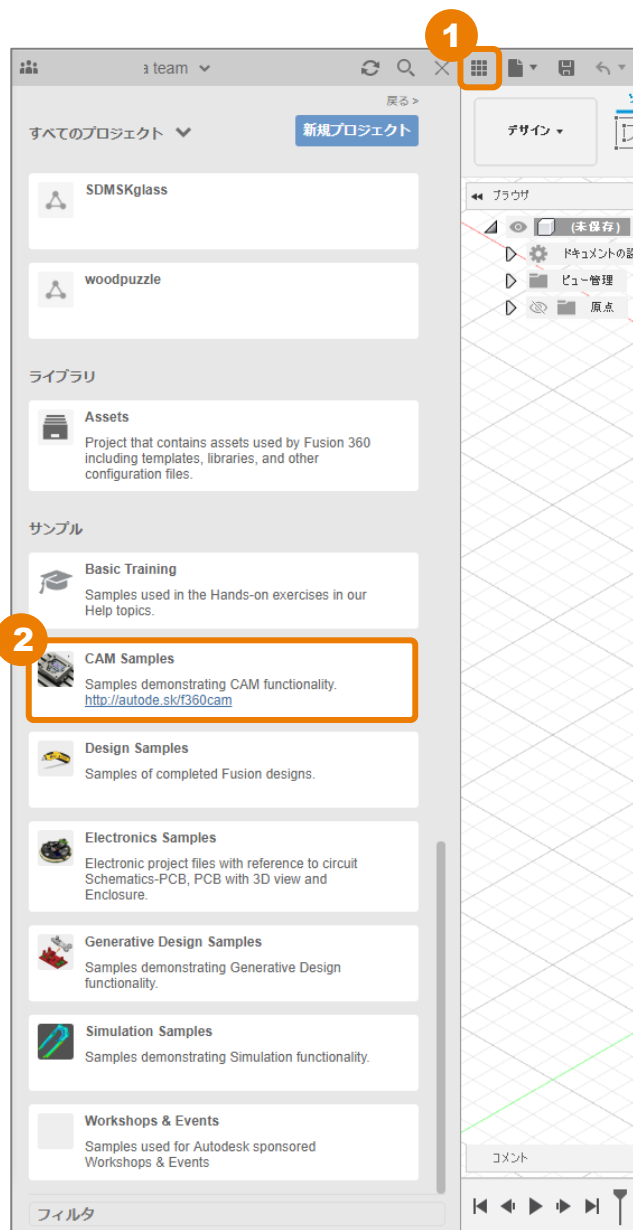 1
a team
戻る >
すべてのプロジェクト
新規プロジェクト
デザイン
SDMSKglass
woodpuzzle
ブラウザ
(未保存)
ドキュメントの設
ビュー管理
原点
ライブラリ
Assets
Project that contains assets used by Fusion 360
including templates, libraries, and other
configuration files.
サンプル
Basic Training
Samples used in the Hands-on exercises in our
Help topics.
2
CAM Samples
Samples demonstrating CAM functionality.
http://autode.sk/f360cam
Design Samples
Samples of completed Fusion designs.
Electronics Samples
Electronic project files with reference to circuit
Schematics-PCB, PCB with 3D view and
Enclosure.
Generative Design Samples
Samples demonstrating Generative Design
functionality.
Simulation Samples
Samples demonstrating Simulation functionality.
Workshops & Events
Samples used for Autodesk sponsored
Workshops & Events
コメント
フィルタ